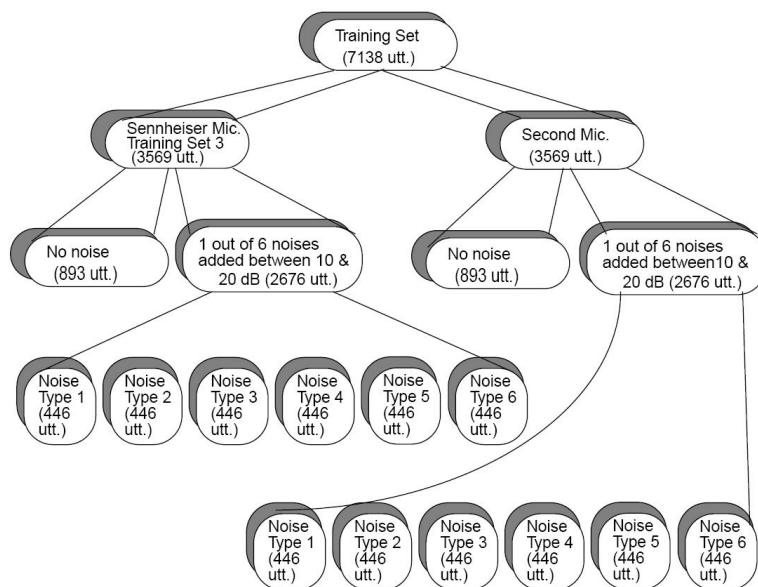 Training Set
(7138 utt.)
Sennheiser Mic.
Training Set 3
(3569 utt.)
Second Mic.
(3569 utt.)
No noise
(893 utt.)
1 out of 6 noises
added between 10 &
20 dB (2676 utt.)
No noise
(893 utt.)
1 out of 6 noises
added between10 &
20 dB (2676 utt.)
Noise
Type 1
(446
utt.)
Noise
Type 2
(446
utt.)
Noise
Type 3
(446
utt.)
Noise
Type 4
(446
utt.)
Noise
Type 5
(446
utt.)
Noise
Type 6
(446
utt.)
Noise
Type 1
(446
utt.)
Noise
Type 2
(446
utt.)
Noise
Type 3
(446
utt.)
Noise
Type 4
(446
utt.)
Noise
Type 5
(446
utt.)
Noise
Type 6
(446
utt.)